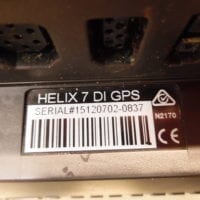 HELIX 7 DI GPS
SERIAL#15120702-0837
N2170
CE